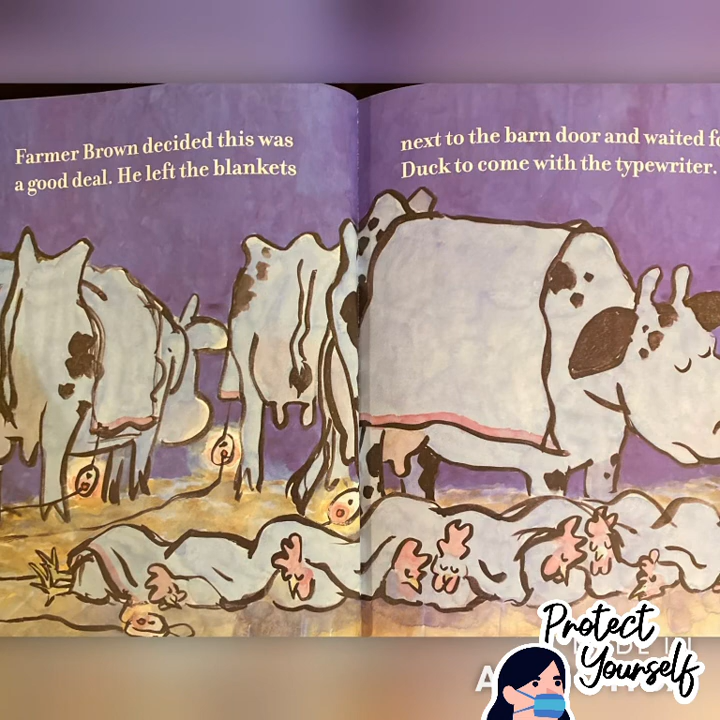 Farmer Brown decided this was
a good deal. He left the blankets
next to the barn door and waited
Duck to come with the typewriter.
Protect
Yourself